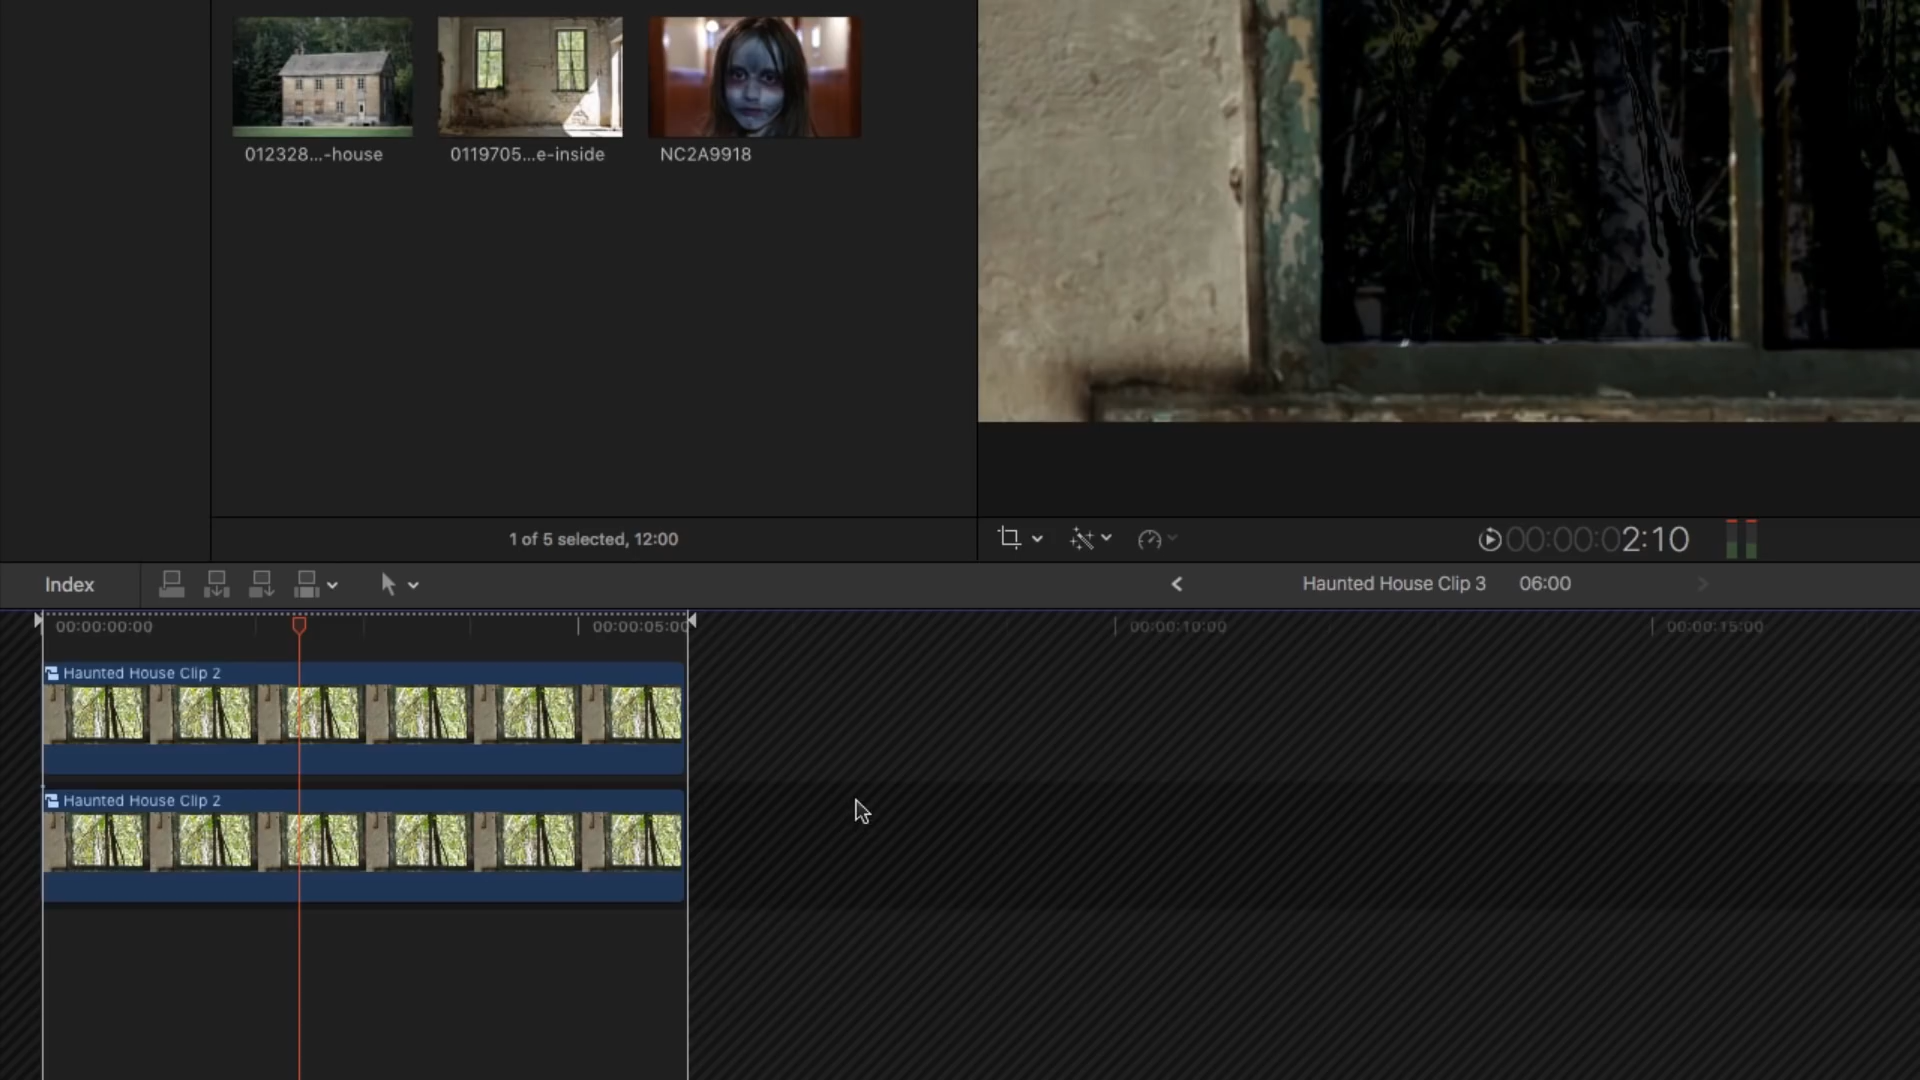 012328...-house
0119705...e-inside
NC2A9918
1 of 5 selected, 12:00
00:00:02:10
Index
Haunted House Clip 3
06:00
00:00:00:00
00:00:05:00
00:00:10:00
00:00:15:00
Haunted House Clip 2
Haunted House Clip 2